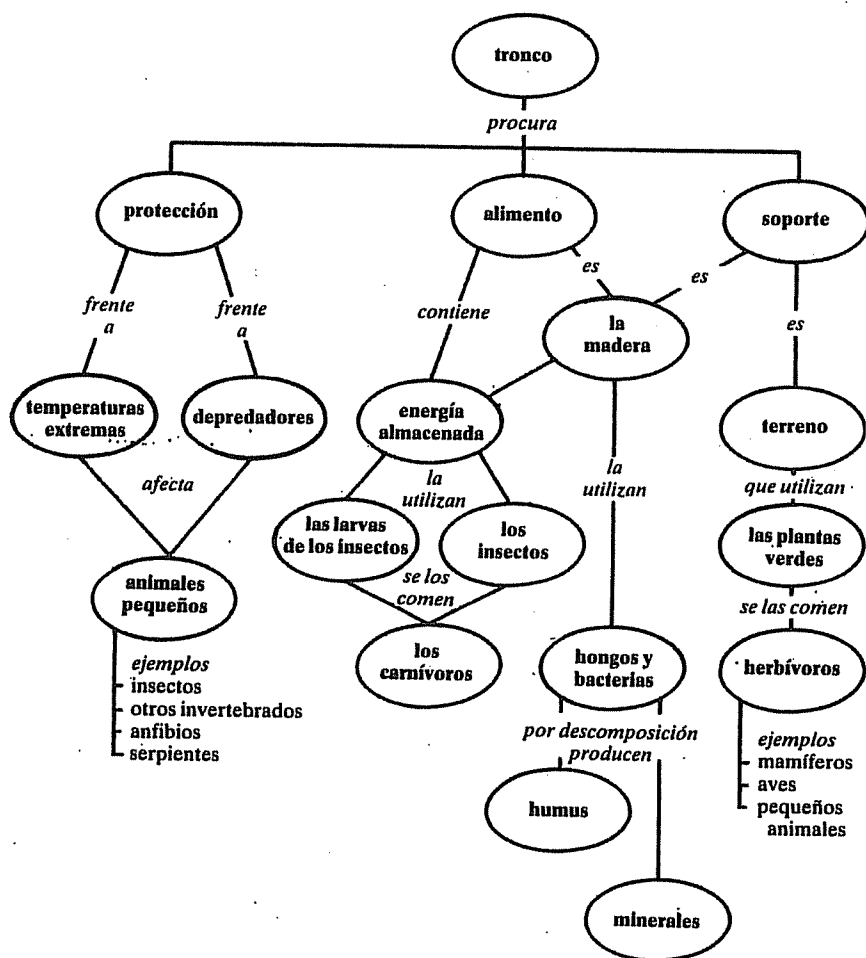 tronco
procura
protección
alimento
soporte
es
es
frente
a
frente
a
contiene
la
madera
es
temperaturas
extremas
depredadores
energía
almacenada
terreno
afecta
la
utilizan
la
utilizan
que utilizan
las larvas
de los insectos
los
insectos
las plantas
verdes
animales
pequeños
se los
comen
se las comen
los
carnívoros
hongos y
bacterias
herbívoros
ejemplos
- insectos
- otros invertebrados
- anfibios
- serpientes
por descomposición
producen
ejemplos
- mamíferos
- aves
- pequeños
animales
humus
minerales